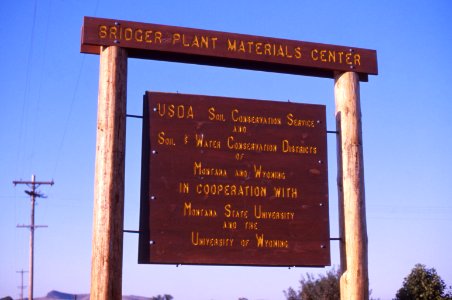 BRIDGER PLANT MATERIALS CENTER
USDA SOIL CONSERVATION SERVICE
AND
SOIL & WATER CONSERVATION DISTRICTS
OF
MONTANA AND WYOMING
IN COOPERATION WITH
MONTANA STATE UNIVERSITY
AND THE
UNIVERSITY OF WYOMING